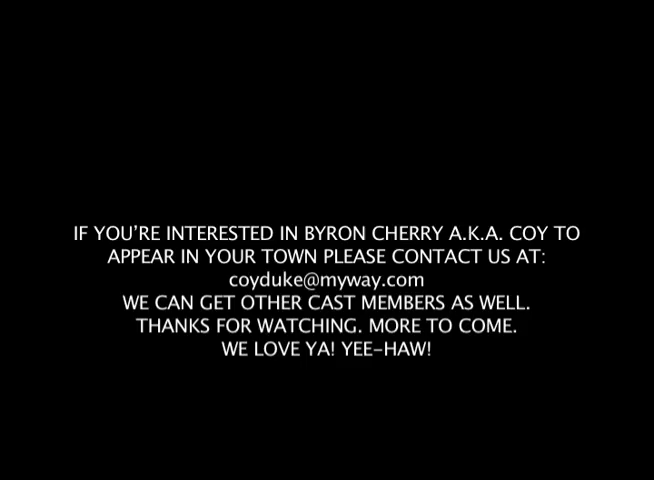 IF YOU'RE INTERESTED IN BYRON CHERRY A.K.A. COY TO
APPEAR IN YOUR TOWN PLEASE CONTACT US AT:
coyduke@myway.com
WE CAN GET OTHER CAST MEMBERS AS WELL.
THANKS FOR WATCHING. MORE TO COME.
WE LOVE YA! YEE-HAW!